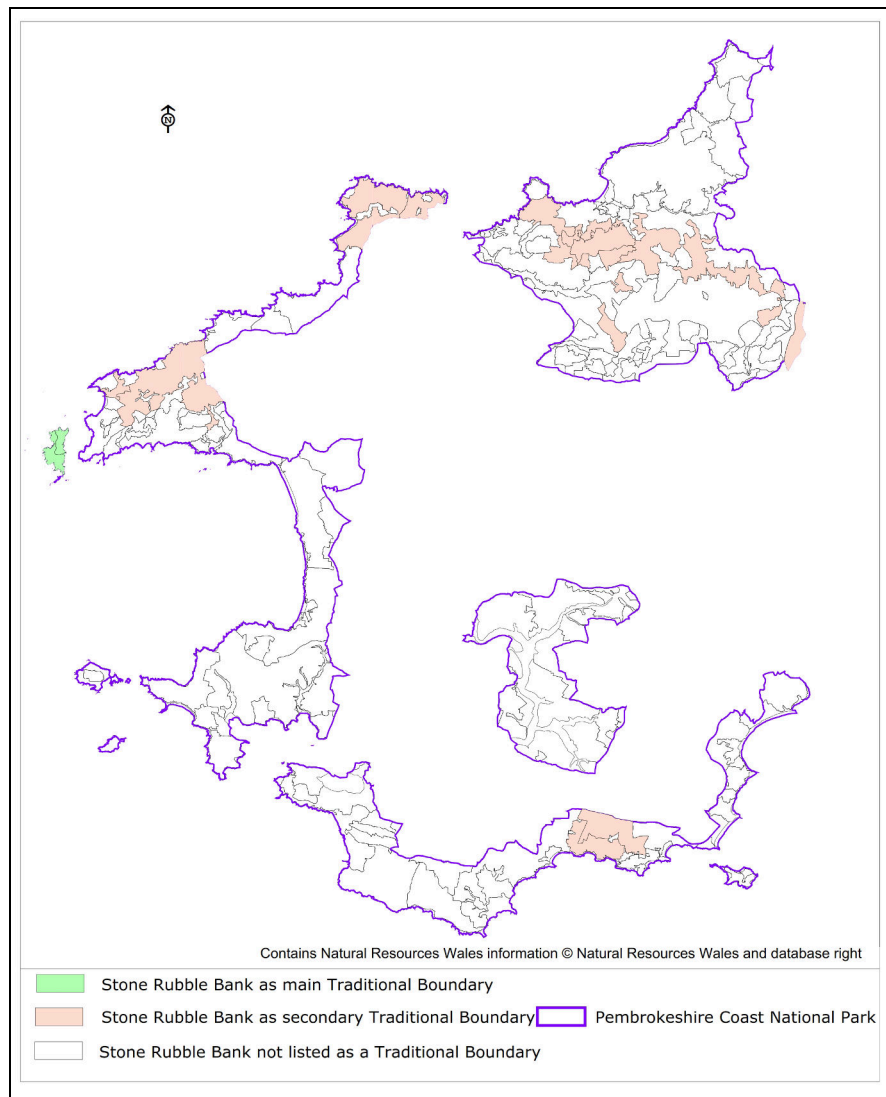 N
Contains Natural Resources Wales information © Natural Resources Wales and database right
Stone Rubble Bank as main Traditional Boundary
Stone Rubble Bank as secondary Traditional Boundary Pembrokeshire Coast National Park
Stone Rubble Bank not listed as a Traditional Boundary